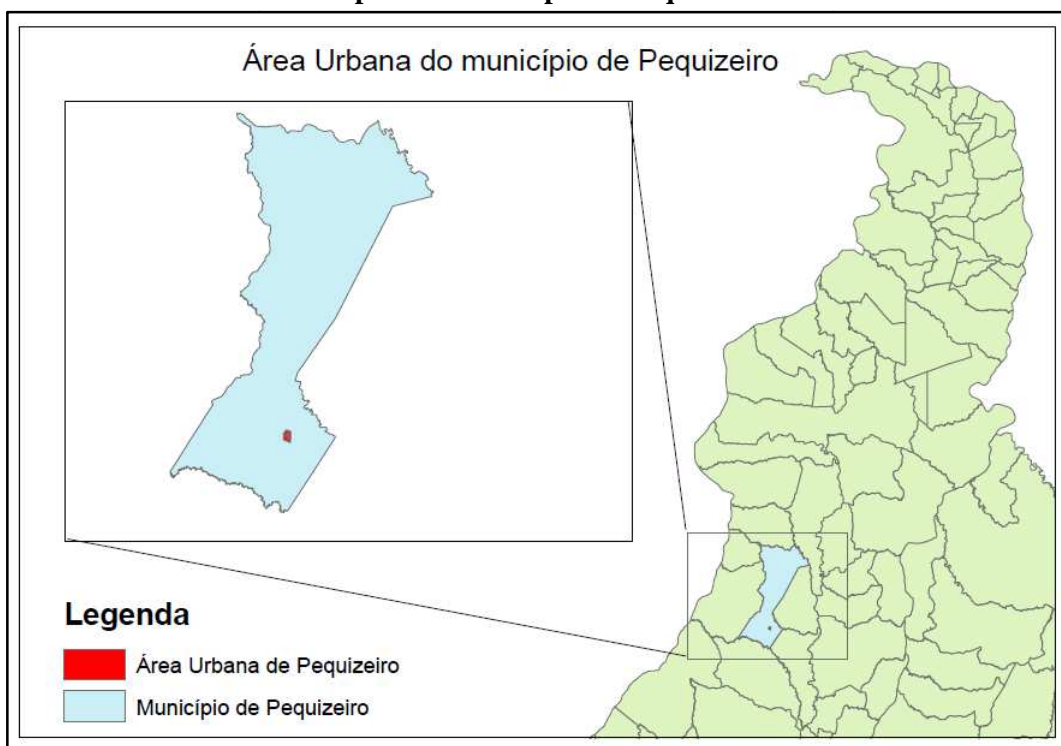 Área Urbana do município de Pequizeiro
Legenda
Área Urbana de Pequizeiro
Município de Pequizeiro